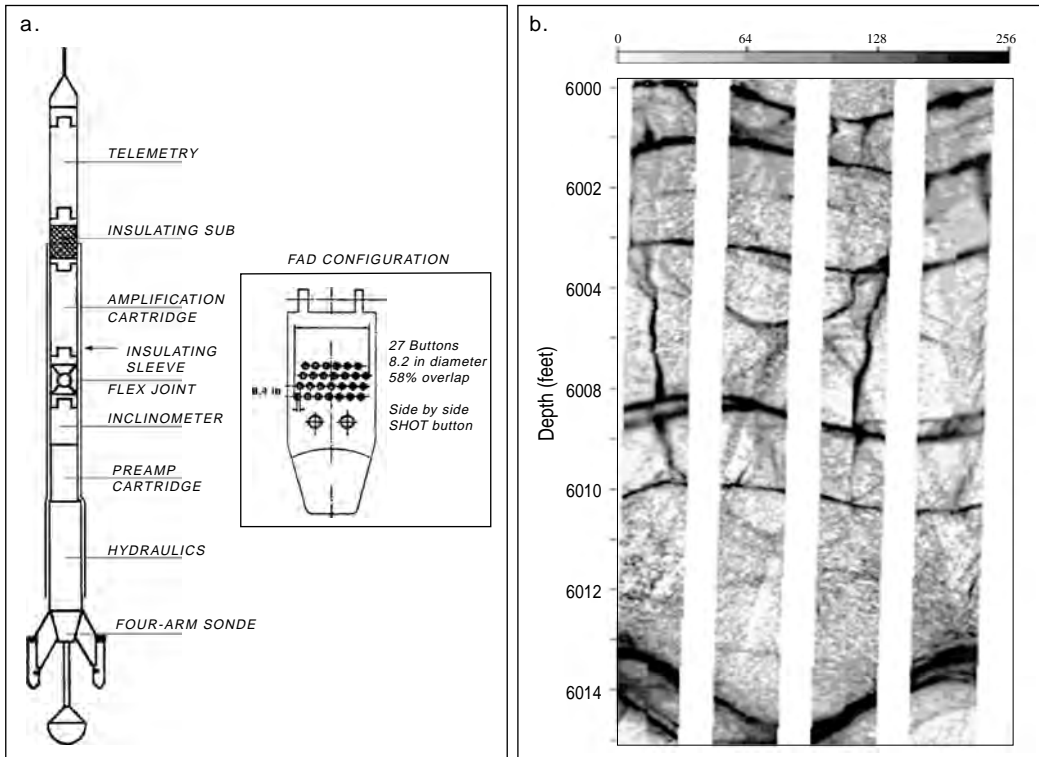 a.
TELEMETRY
INSULATING SUB
AMPLIFICATION
CARTRIDGE
INSULATING
SLEEVE
FLEX JOINT
INCLINOMETER
PREAMP
CARTRIDGE
HYDRAULICS
FOUR-ARM SONDE
FAD CONFIGURATION
27 Buttons
8.2 in diameter
58% overlap
Side by side
SHOT button
in
b.
0 64 128 256
Depth (feet)
6000
6002
6004
6008
6010
6012
6014